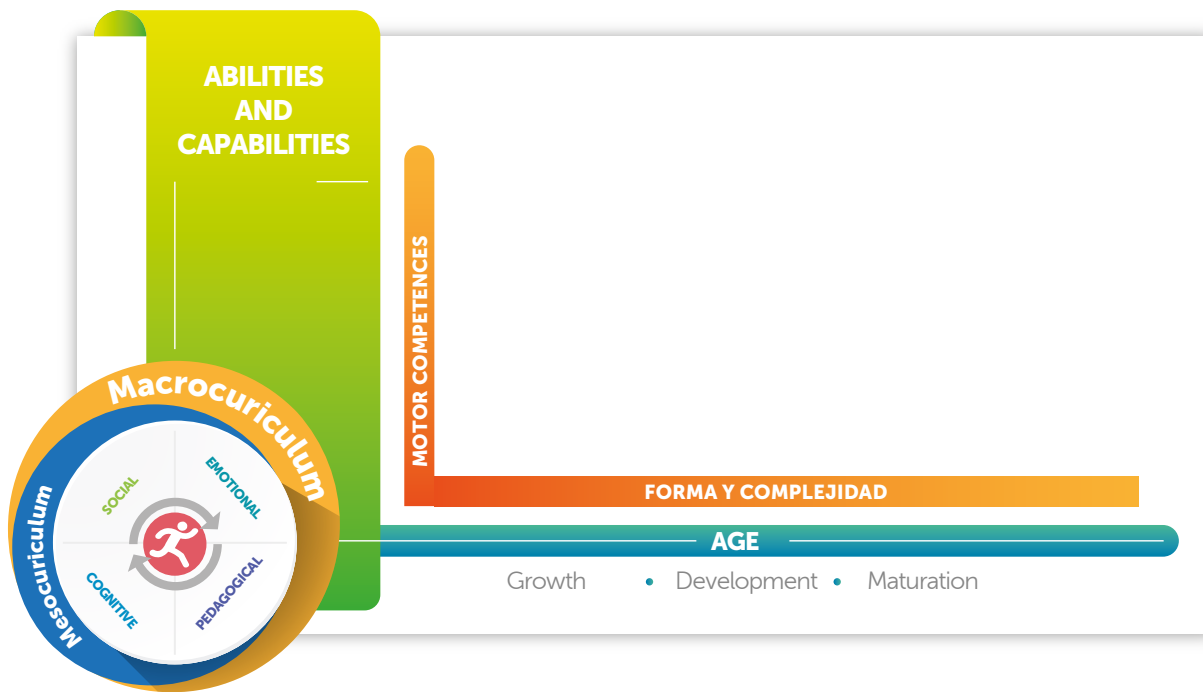 ABILITIES
AND
CAPABILITIES
MOTOR COMPETENCES
Macrocuriculum
Mesocuriculum
SOCIAL
EMOTIONAL
COGNITIVE
PEDAGOGICAL
FORMA Y COMPLEJIDAD
AGE
Growth • Development • Maturation